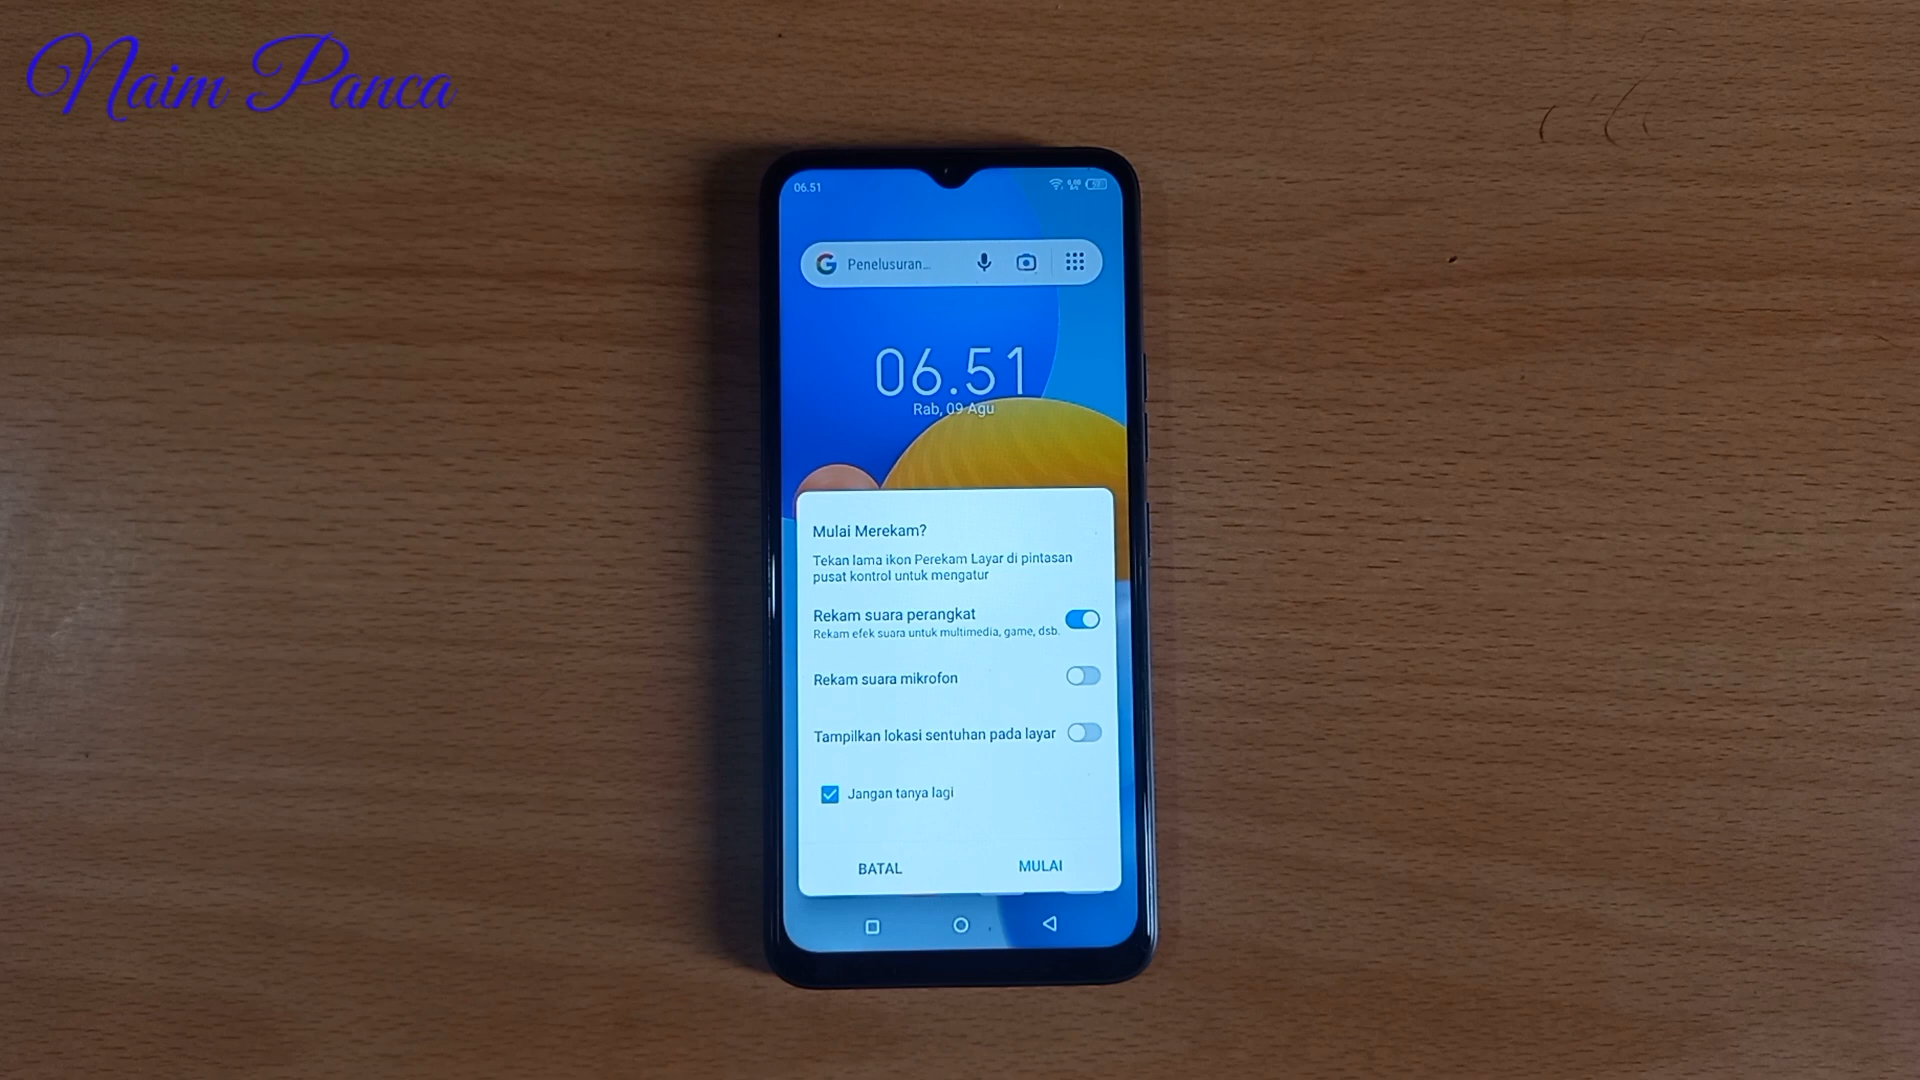 Naim Panca
06.51
G Penelusuran...
06.51
Rab, 09 Agu
Mulai Merekam?
Tekan lama ikon Perekam Layar di pintasan
pusat kontrol untuk mengatur
Rekam suara perangkat
Rekam efek suara untuk multimedia, game, dsb.
Rekam suara mikrofon
Tampilkan lokasi sentuhan pada layar
Jangan tanya lagi
BATAL MULAI